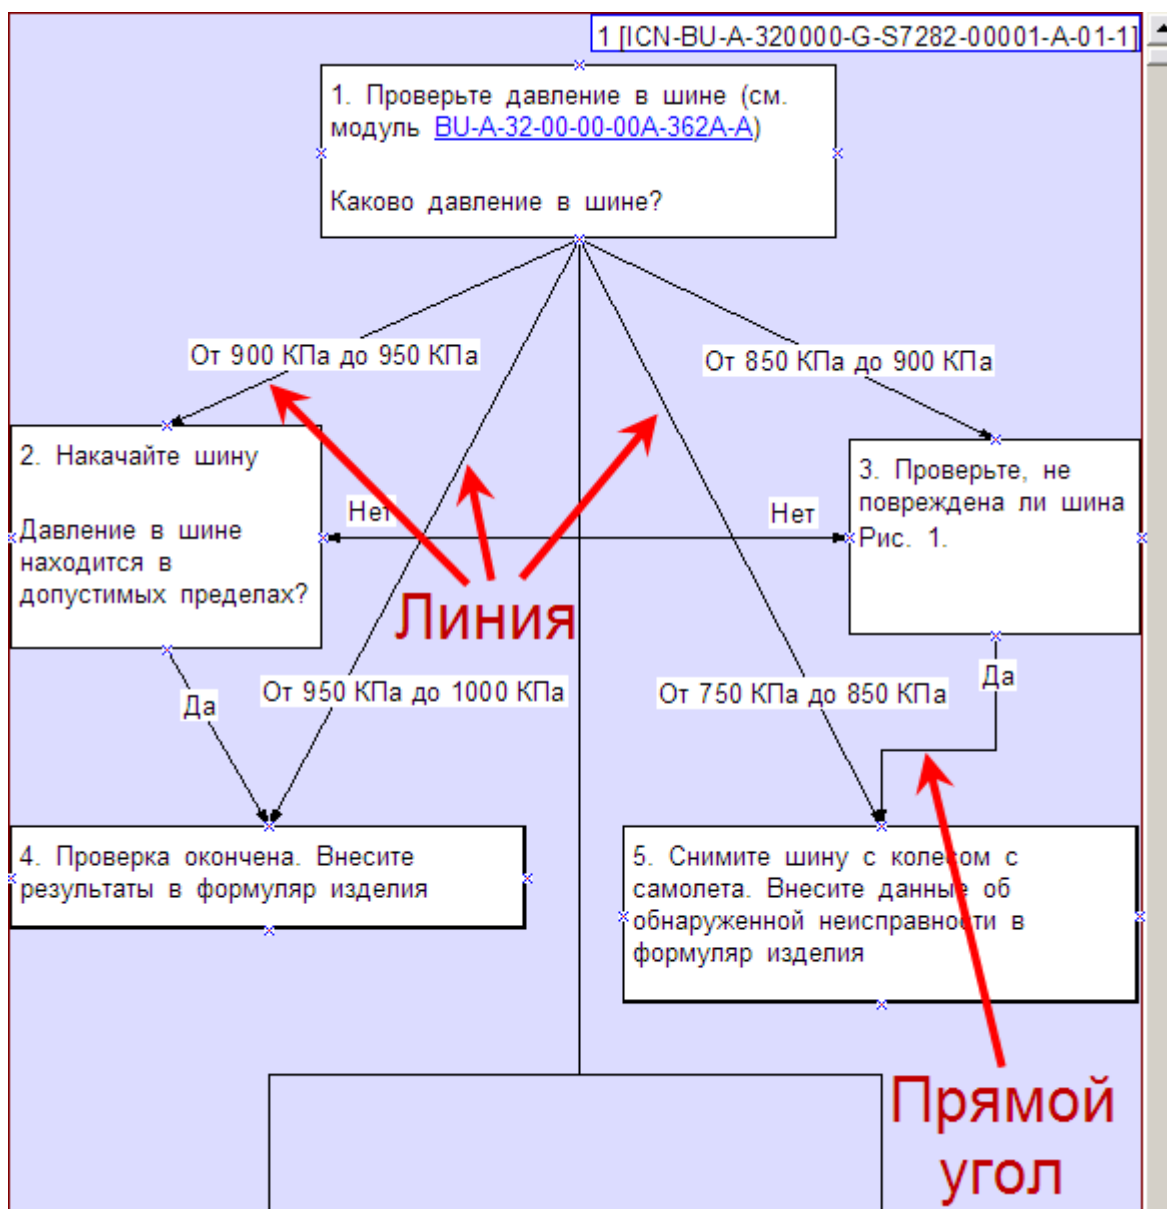 1 [ICN-BU-A-320000-G-S7282-00001-A-01-1]
1. Проверьте давление в шине (см.
модуль BU-A-32-00-00-00A-362A-A)
Каково давление в шине?
От 900 КПа до 950 КПа
От 850 КПа до 900 КПа
2. Накачайте шину
Давление в шине
находится в
допустимых пределах?
Нет
Нет
3. Проверьте, не
повреждена ли шина
Рис. 1.
Линия
Да
От 950 КПа до 1000 КПа
От 750 КПа до 850 КПа
Да
4. Проверка окончена. Внесите
результаты в формуляр изделия
5. Снимите шину с колесом с
самолета. Внесите данные об
обнаруженной неисправности в
формуляр изделия
Прямой
угол